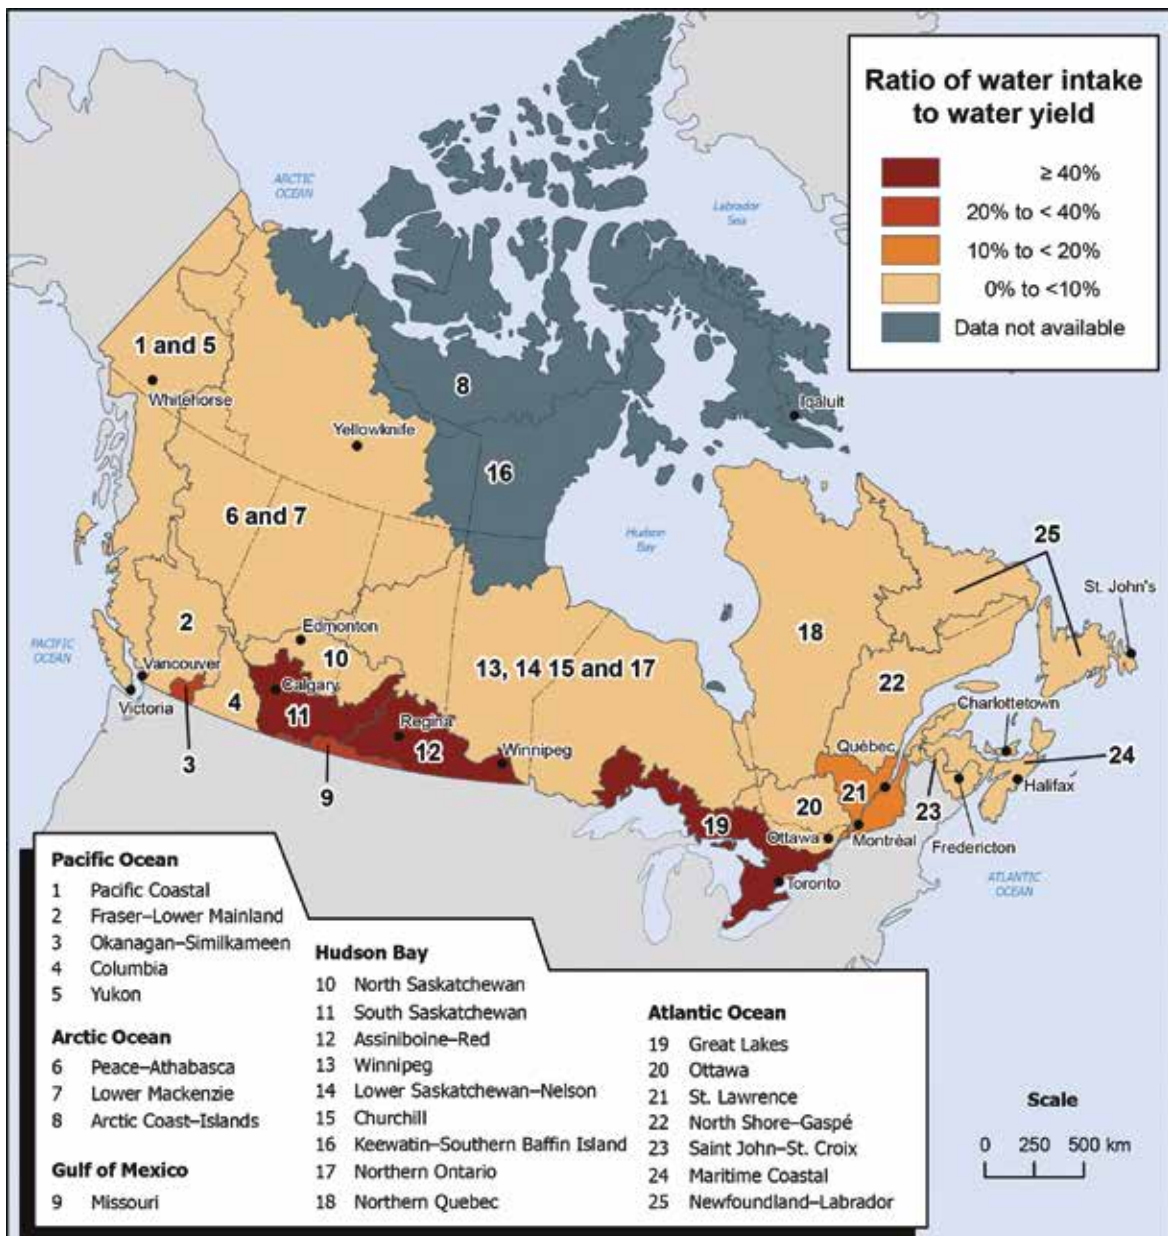 Ratio of water intake
to water yield
≥ 40%
20% to < 40%
10% to < 20%
0% to <10%
Data not available
ARCTIC
OCEAN
Labrador
Sea
1 and 5
Whitehorse
8
Iqaluit
Yellowknife
16
6 and 7
Hudson
Bay
25
St. John's
2
Edmonton
18
PACIFIC
OCEAN
10
13, 14 15 and 17
Vancouver
22
Calgary
Victoria
4
11
Charlottetown
Regina
12
Winnipeg
Québec
24
3
9
Halifax
20
21
23
19
Ottawa
Montréal
Fredericton
Toronto
ATLANTIC
OCEAN
Pacific Ocean
1 Pacific Coastal
2 Fraser–Lower Mainland
3 Okanagan–Similkameen
4 Columbia
5 Yukon
Arctic Ocean
6 Peace–Athabasca
7 Lower Mackenzie
8 Arctic Coast–Islands
Gulf of Mexico
9 Missouri
Hudson Bay
10 North Saskatchewan
11 South Saskatchewan
12 Assiniboine–Red
13 Winnipeg
14 Lower Saskatchewan–Nelson
15 Churchill
16 Keewatin–Southern Baffin Island
17 Northern Ontario
18 Northern Quebec
Atlantic Ocean
19 Great Lakes
20 Ottawa
21 St. Lawrence
22 North Shore–Gaspé
23 Saint John–St. Croix
24 Maritime Coastal
25 Newfoundland–Labrador
Scale
0 250 500 km